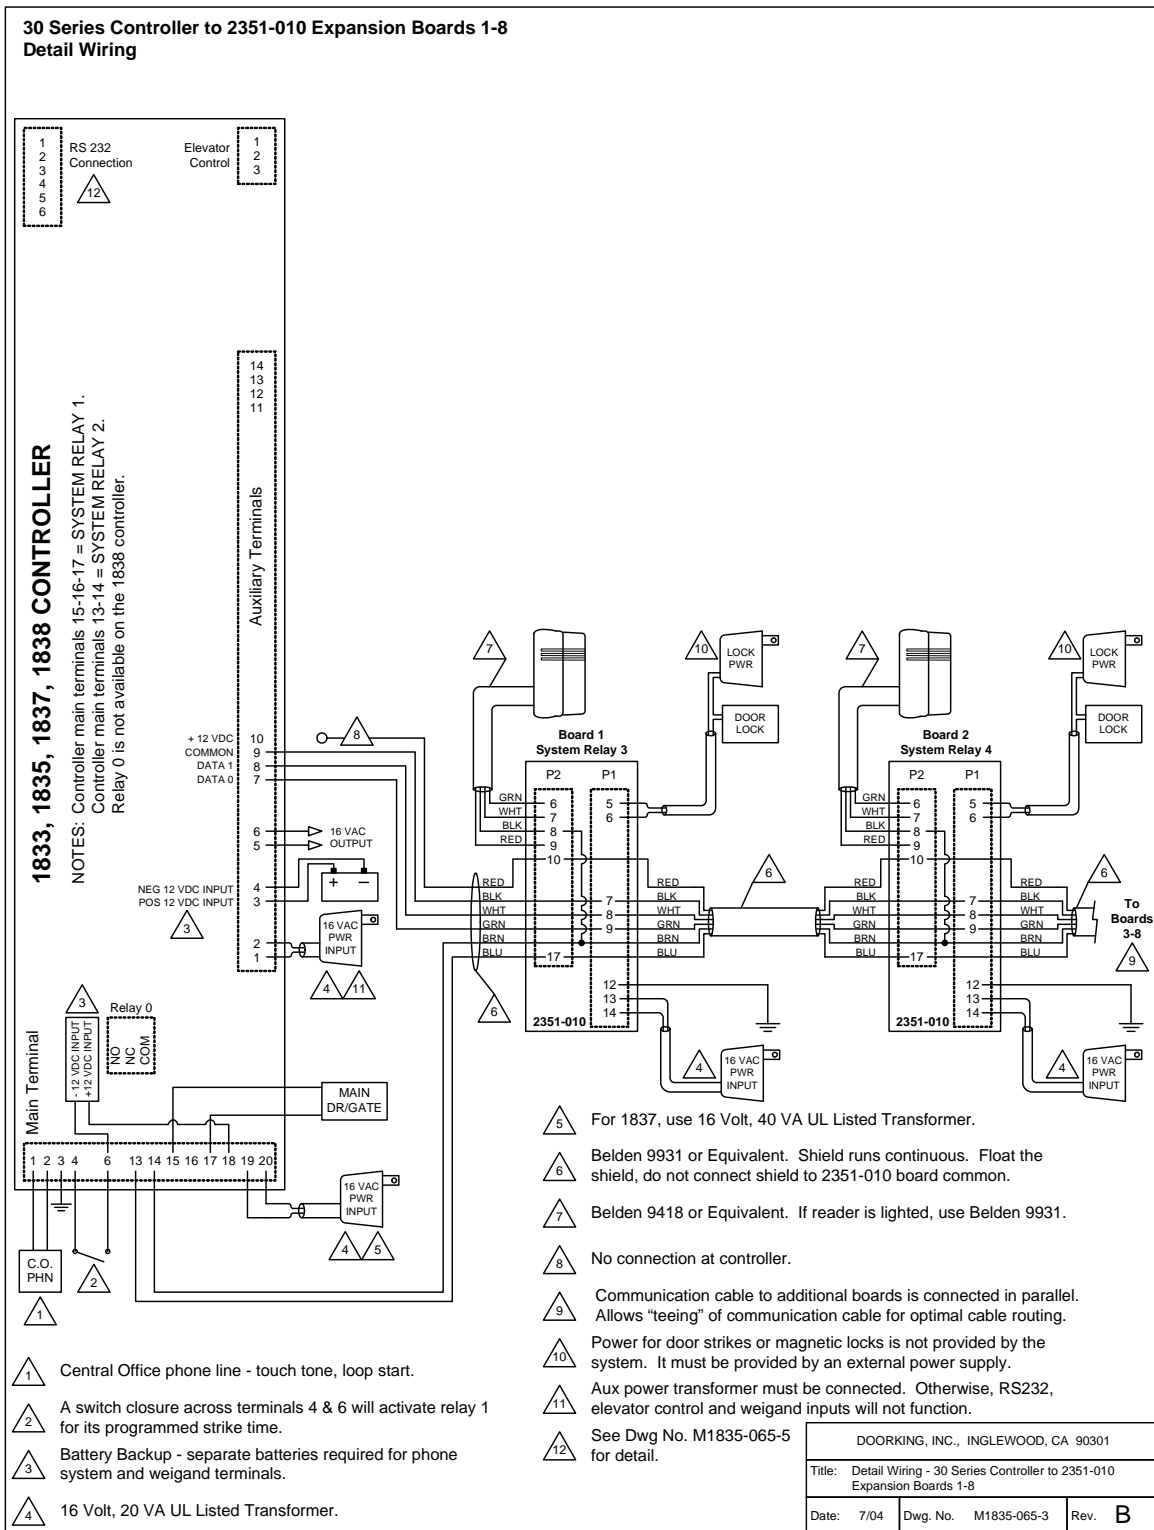 30 Series Controller to 2351-010 Expansion Boards 1-8
Detail Wiring
1
2
3
4
5
6
RS 232
Connection
12
Elevator
Control
1
2
3
1833, 1835, 1837, 1838 CONTROLLER
NOTES: Controller main terminals 15-16-17 = SYSTEM RELAY 1.
Controller main terminals 13-14 = SYSTEM RELAY 2.
Relay 0 is not available on the 1838 controller.
14
13
12
11
Auxiliary Terminals
+ 12 VDC 10
COMMON 9
DATA 1 8
DATA 0 7
8
6
5
16 VAC
OUTPUT
NEG 12 VDC INPUT 4
POS 12 VDC INPUT 3
3
+ −
2
1
16 VAC
PWR
INPUT
4 11
7
10
LOCK
PWR
DOOR
LOCK
Board 1
System Relay 3
P2 P1
GRN 6
WHT 7
BLK 8
RED 9
10
5
6
RED
BLK
WHT
GRN
BRN
BLU
17
7
8
9
RED
BLK
WHT
GRN
BRN
BLU
12
13
14
2351-010
6
6
4
16 VAC
PWR
INPUT
7
10
LOCK
PWR
DOOR
LOCK
Board 2
System Relay 4
P2 P1
GRN 6
WHT 7
BLK 8
RED 9
10
5
6
RED
BLK
WHT
GRN
BRN
BLU
17
7
8
9
RED
BLK
WHT
GRN
BRN
BLU
12
13
14
2351-010
6
To
Boards
3-8
9
4
16 VAC
PWR
INPUT
3
- 12 VDC INPUT
+12 VDC INPUT
Relay 0
NO
NC
COM
Main Terminal
MAIN
DR/GATE
1 2 3 4 6 13 14 15 16 17 18 19 20
16 VAC
PWR
INPUT
4 5
C.O.
PHN
1
2
1 Central Office phone line - touch tone, loop start.
2 A switch closure across terminals 4 & 6 will activate relay 1
for its programmed strike time.
3 Battery Backup - separate batteries required for phone
system and weigand terminals.
4 16 Volt, 20 VA UL Listed Transformer.
5 For 1837, use 16 Volt, 40 VA UL Listed Transformer.
6 Belden 9931 or Equivalent. Shield runs continuous. Float the
shield, do not connect shield to 2351-010 board common.
7 Belden 9418 or Equivalent. If reader is lighted, use Belden 9931.
8 No connection at controller.
9 Communication cable to additional boards is connected in parallel.
Allows “teeing” of communication cable for optimal cable routing.
10 Power for door strikes or magnetic locks is not provided by the
system. It must be provided by an external power supply.
11 Aux power transformer must be connected. Otherwise, RS232,
elevator control and weigand inputs will not function.
12 See Dwg No. M1835-065-5
for detail.
DOORKING, INC., INGLEWOOD, CA 90301
Title: Detail Wiring - 30 Series Controller to 2351-010
Expansion Boards 1-8
Date: 7/04 Dwg. No. M1835-065-3 Rev. B